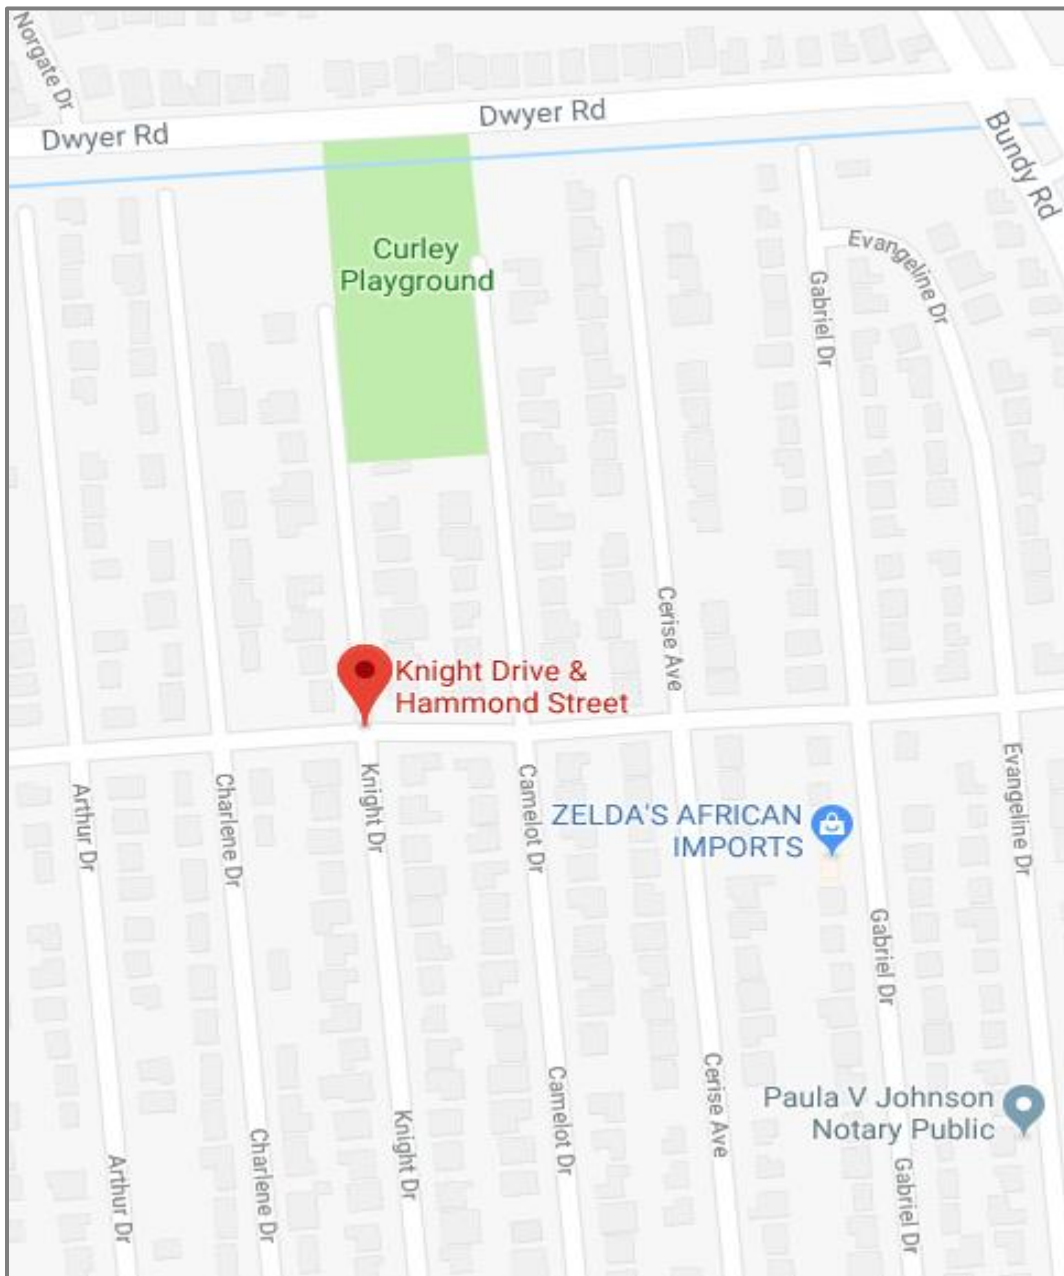 Norgate Dr
Dwyer Rd
Dwyer Rd
Bundy Rd
Curley
Playground
Evangeline Dr
Gabriel Dr
Cerise Ave
Knight Drive &
Hammond Street
Arthur Dr
Charlene Dr
Knight Dr
Camelot Dr
ZELDA'S AFRICAN
IMPORTS
Evangeline Dr
Gabriel Dr
Cerise Ave
Camelot Dr
Paula V Johnson
Notary Public
Knight Dr
Charlene Dr
Arthur Dr
Gabriel Dr